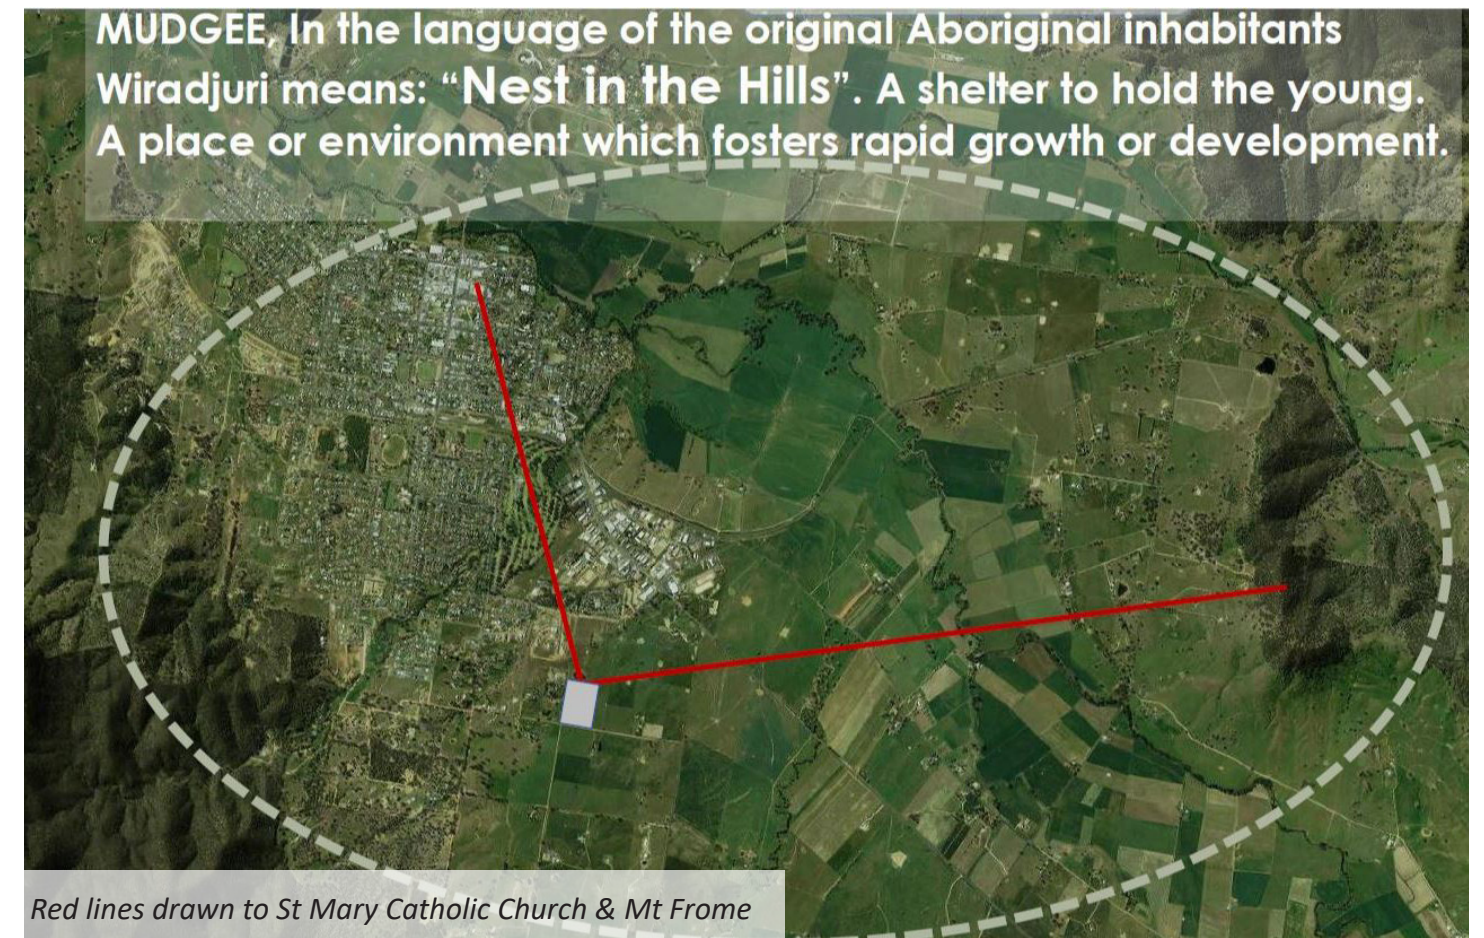 MUDGEE, In the language of the original Aboriginal inhabitants
Wiradjuri means: “Nest in the Hills”. A shelter to hold the young.
A place or environment which fosters rapid growth or development.
Red lines drawn to St Mary Catholic Church & Mt Frome